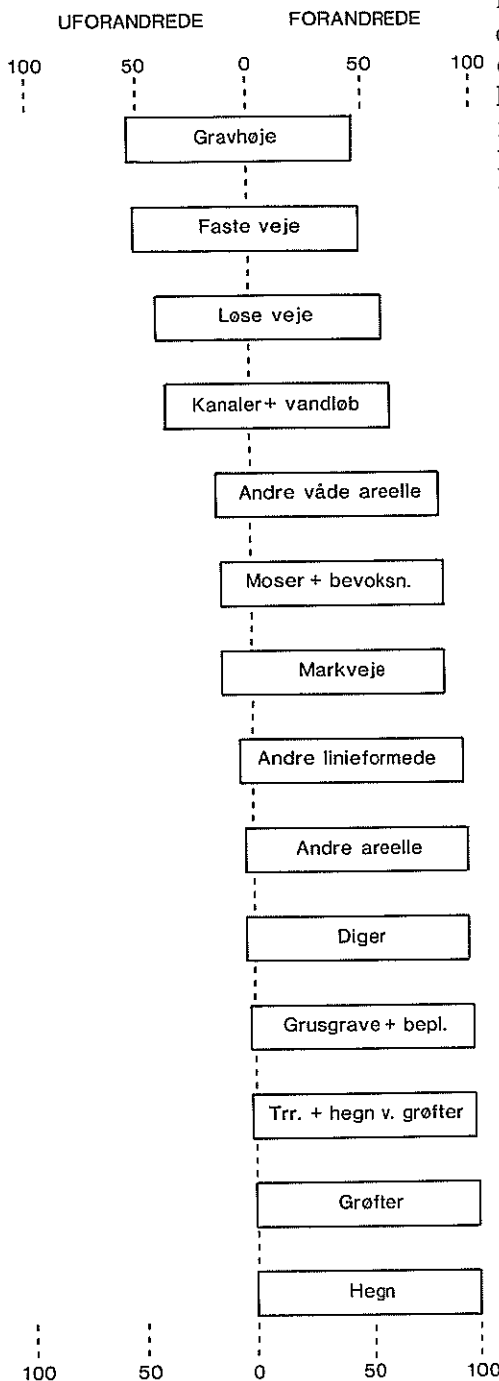 UFORANDREDE FORANDREDE
100 50 0 50 100
Gravhøje
Faste veje
Løse veje
Kanaler + vandløb
Andre våde areelle
Moser + bevoksn.
Markveje
Andre linieformede
Andre areelle
Diger
Grusgrave + bepl.
Trr. + hegn v. grøfter
Grøfter
Hegn
100 50 0 50 100